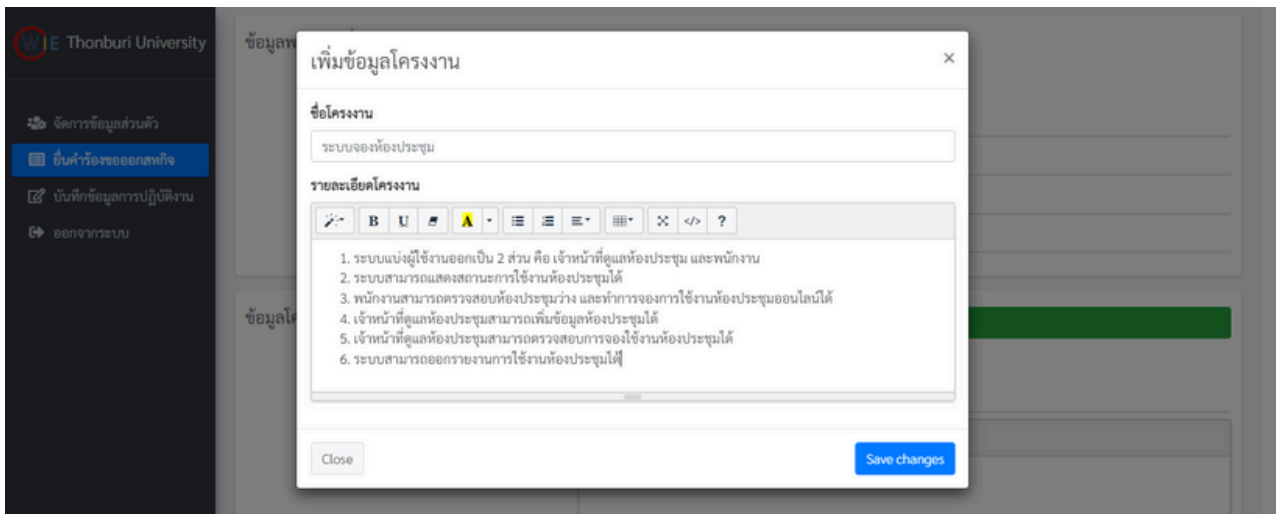 WIE Thonburi University
จัดการข้อมูลส่วนตัว
ยื่นคำร้องขอออกสหกิจ
บันทึกข้อมูลการปฏิบัติงาน
ออกจากระบบ
เพิ่มข้อมูลโครงงาน
×
ชื่อโครงงาน
ระบบจองห้องประชุม
รายละเอียดโครงงาน
B U A </> ?
1. ระบบแบ่งผู้ใช้งานออกเป็น 2 ส่วน คือ เจ้าหน้าที่ดูแลห้องประชุม และพนักงาน
2. ระบบสามารถแสดงสถานะการใช้งานห้องประชุมได้
3. พนักงานสามารถตรวจสอบห้องประชุมว่าง และทำการจองการใช้งานห้องประชุมออนไลน์ได้
4. เจ้าหน้าที่ดูแลห้องประชุมสามารถเพิ่มข้อมูลห้องประชุมได้
5. เจ้าหน้าที่ดูแลห้องประชุมสามารถตรวจสอบการจองใช้งานห้องประชุมได้
6. ระบบสามารถออกรายงานการใช้งานห้องประชุมได้
Close
Save changes